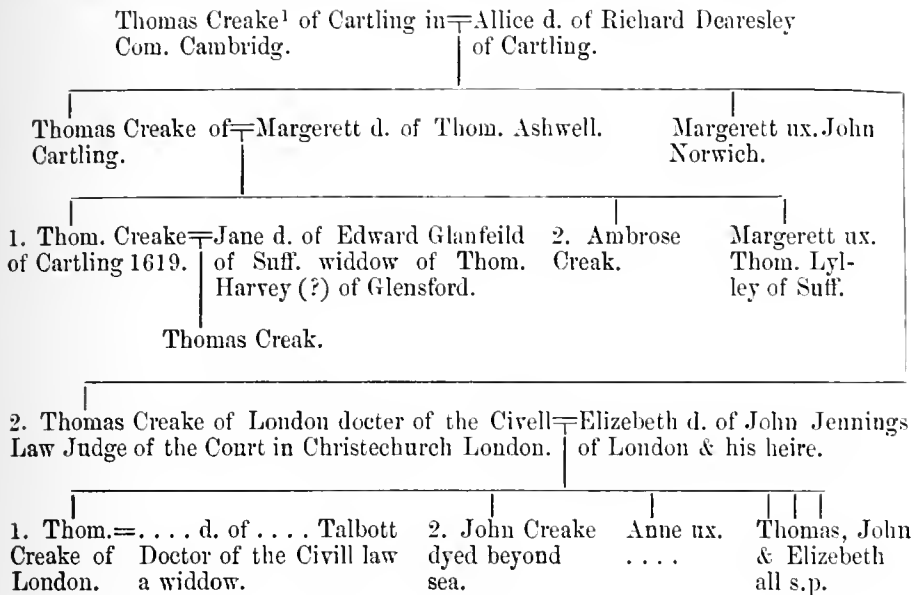 Thomas Creake¹ of Cartling in╤Allice d. of Richard Dearesley
Com. Cambridg. of Cartling.
Thomas Creake of╤Margerett d. of Thom. Ashwell. Margerett ux. John
Cartling. Norwich.
1. Thom. Creake╤Jane d. of Edward Glanfeild 2. Ambrose Margerett ux.
of Cartling 1619. of Suff. widdow of Thom. Creak. Thom. Lyl-
Harvey (?) of Glensford. ley of Suff.
Thomas Creak.
2. Thomas Creake of London docter of the Civell╤Elizebeth d. of John Jennings
Law Judge of the Court in Christechurch London. of London & his heire.
1. Thom.=.... d. of .... Talbott 2. John Creake Anne ux. Thomas, John
Creake of Doctor of the Civill law dyed beyond .... & Elizebeth
London. a widdow. sea. all s.p.